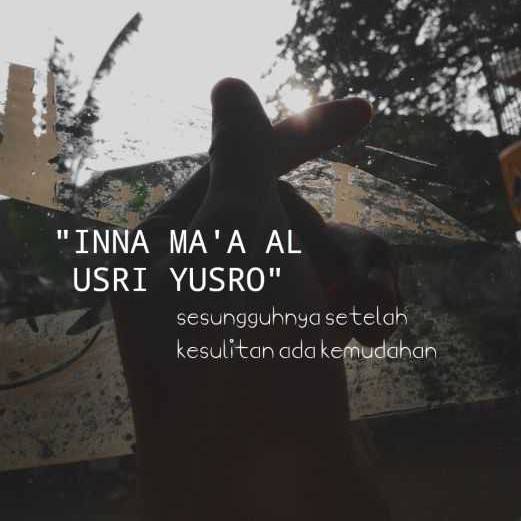 "INNA MA'A AL
USRI YUSRO"
sesungguhnya setelah
kesulitan ada kemudahan